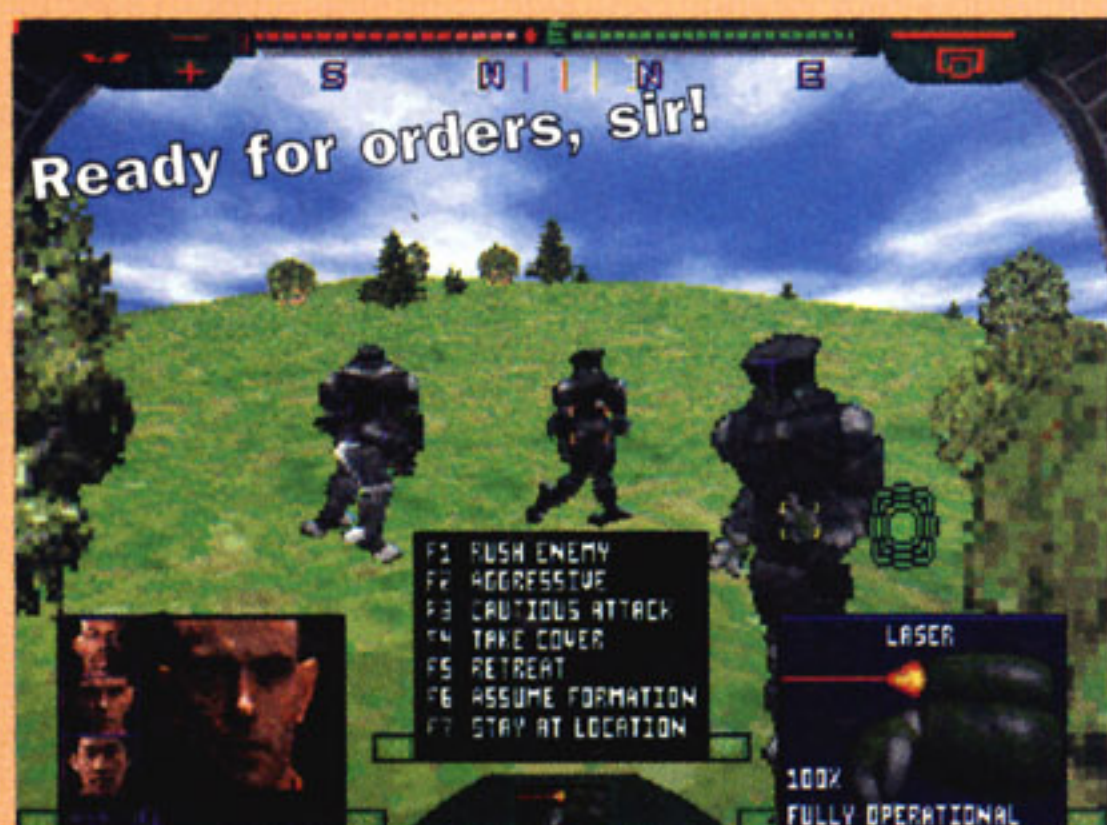 S W N E
Ready for orders, sir!
F1 RUSH ENEMY
F2 AGGRESSIVE
F3 CAUTIOUS ATTACK
F4 TAKE COVER
F5 RETREAT
F6 ASSUME FORMATION
F7 STAY AT LOCATION
LASER
100%
FULLY OPERATIONAL